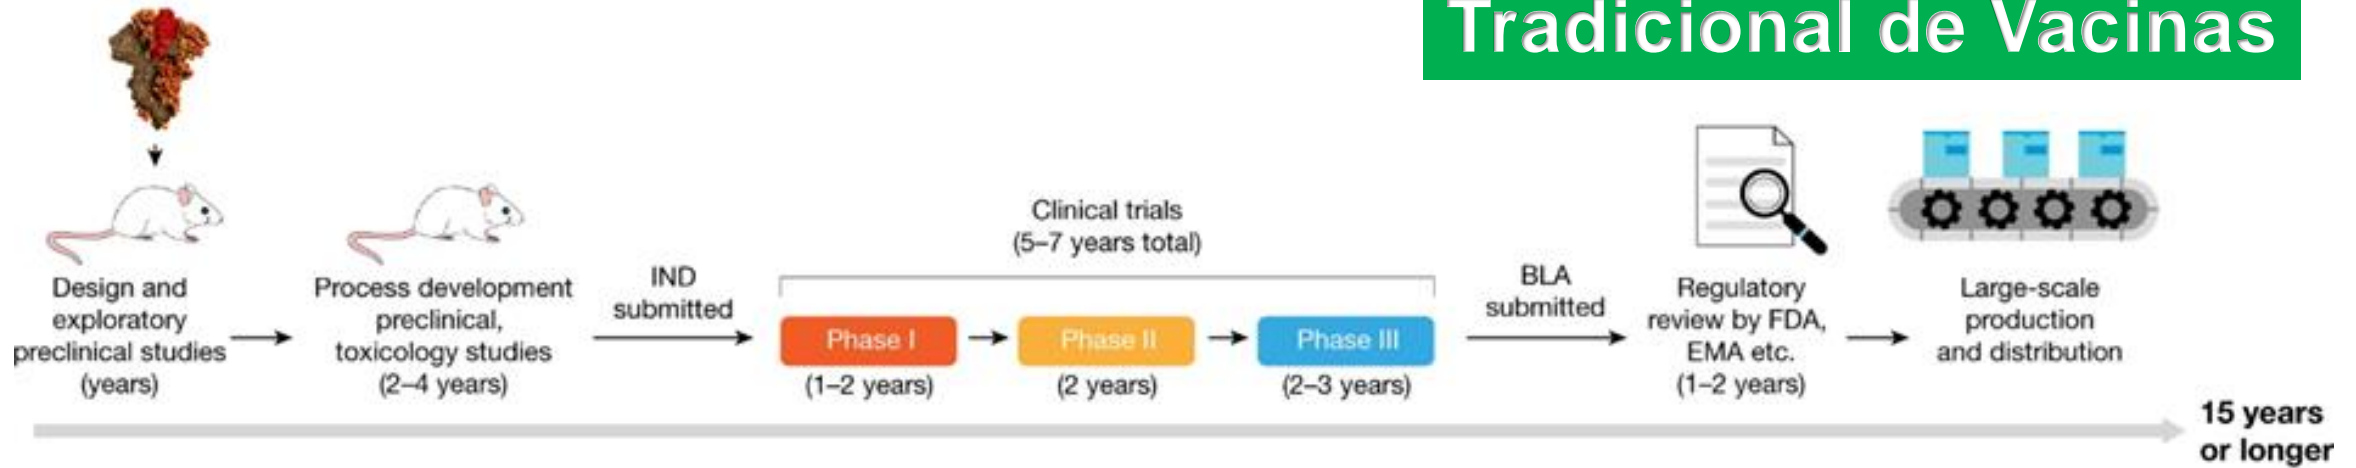 Tradicional de Vacinas
Design and
exploratory
preclinical studies
(years)
Process development
preclinical,
toxicology studies
(2–4 years)
IND
submitted
Clinical trials
(5–7 years total)
Phase I
(1–2 years)
Phase II
(2 years)
Phase III
(2–3 years)
BLA
submitted
Regulatory
review by FDA,
EMA etc.
(1–2 years)
Large-scale
production
and distribution
15 years
or longer